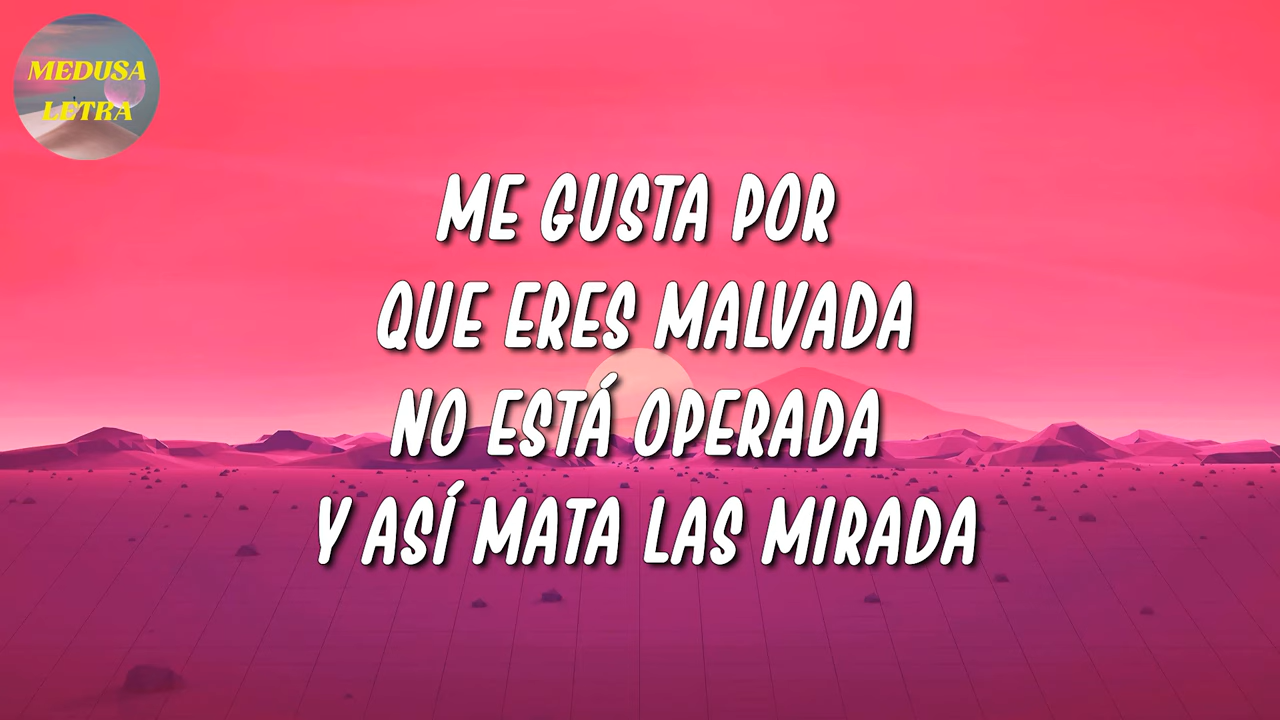 MEDUSA
LETRA
ME GUSTA POR
QUE ERES MALVADA
NO ESTÁ OPERADA
Y ASÍ MATA LAS MIRADA